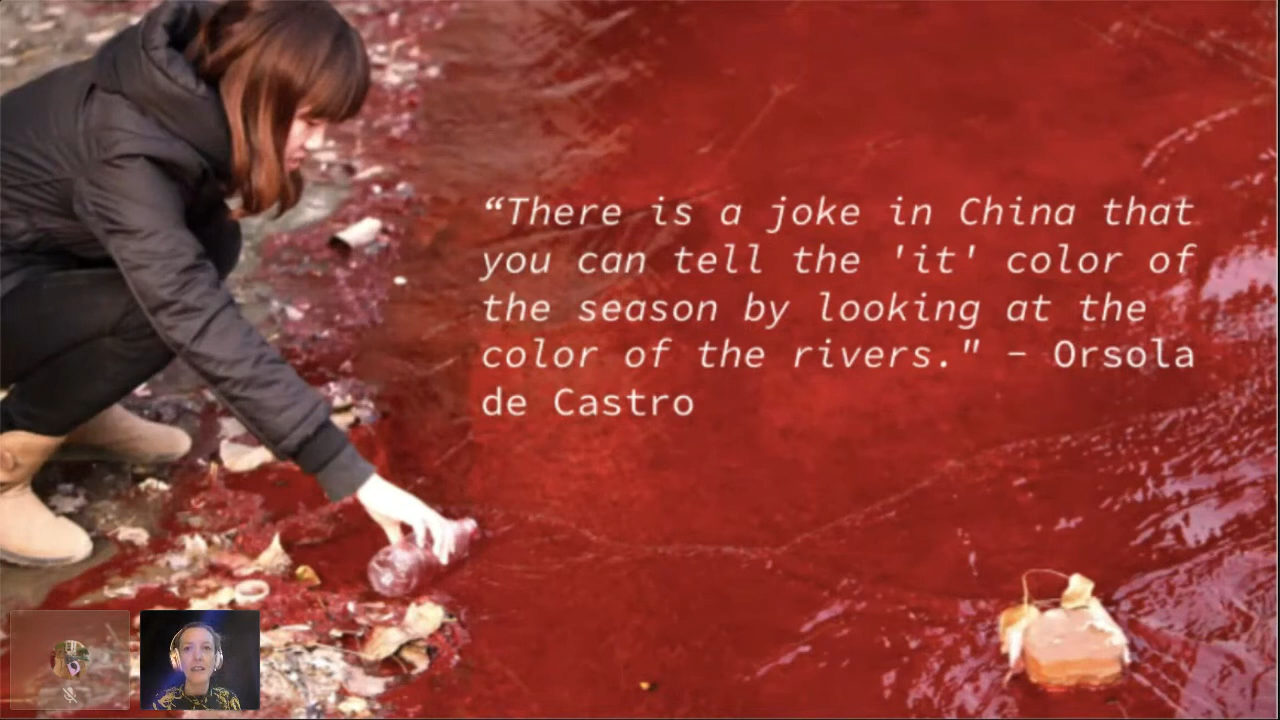 “There is a joke in China that
you can tell the 'it' color of
the season by looking at the
color of the rivers." – Orsola
de Castro